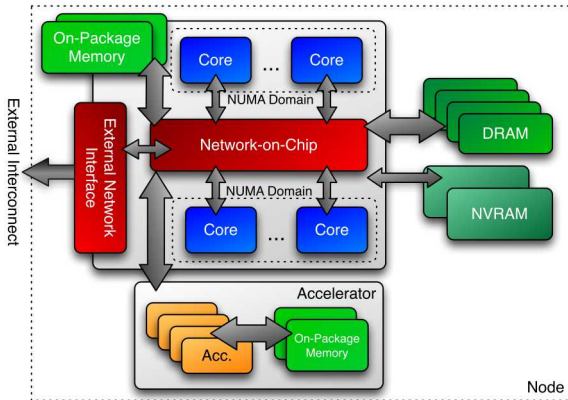 On-Package
Memory
Core
...
Core
NUMA Domain
External Interconnect
External Network
Interface
Network-on-Chip
DRAM
NUMA Domain
Core
...
Core
NVRAM
Accelerator
Acc.
On-Package
Memory
Node